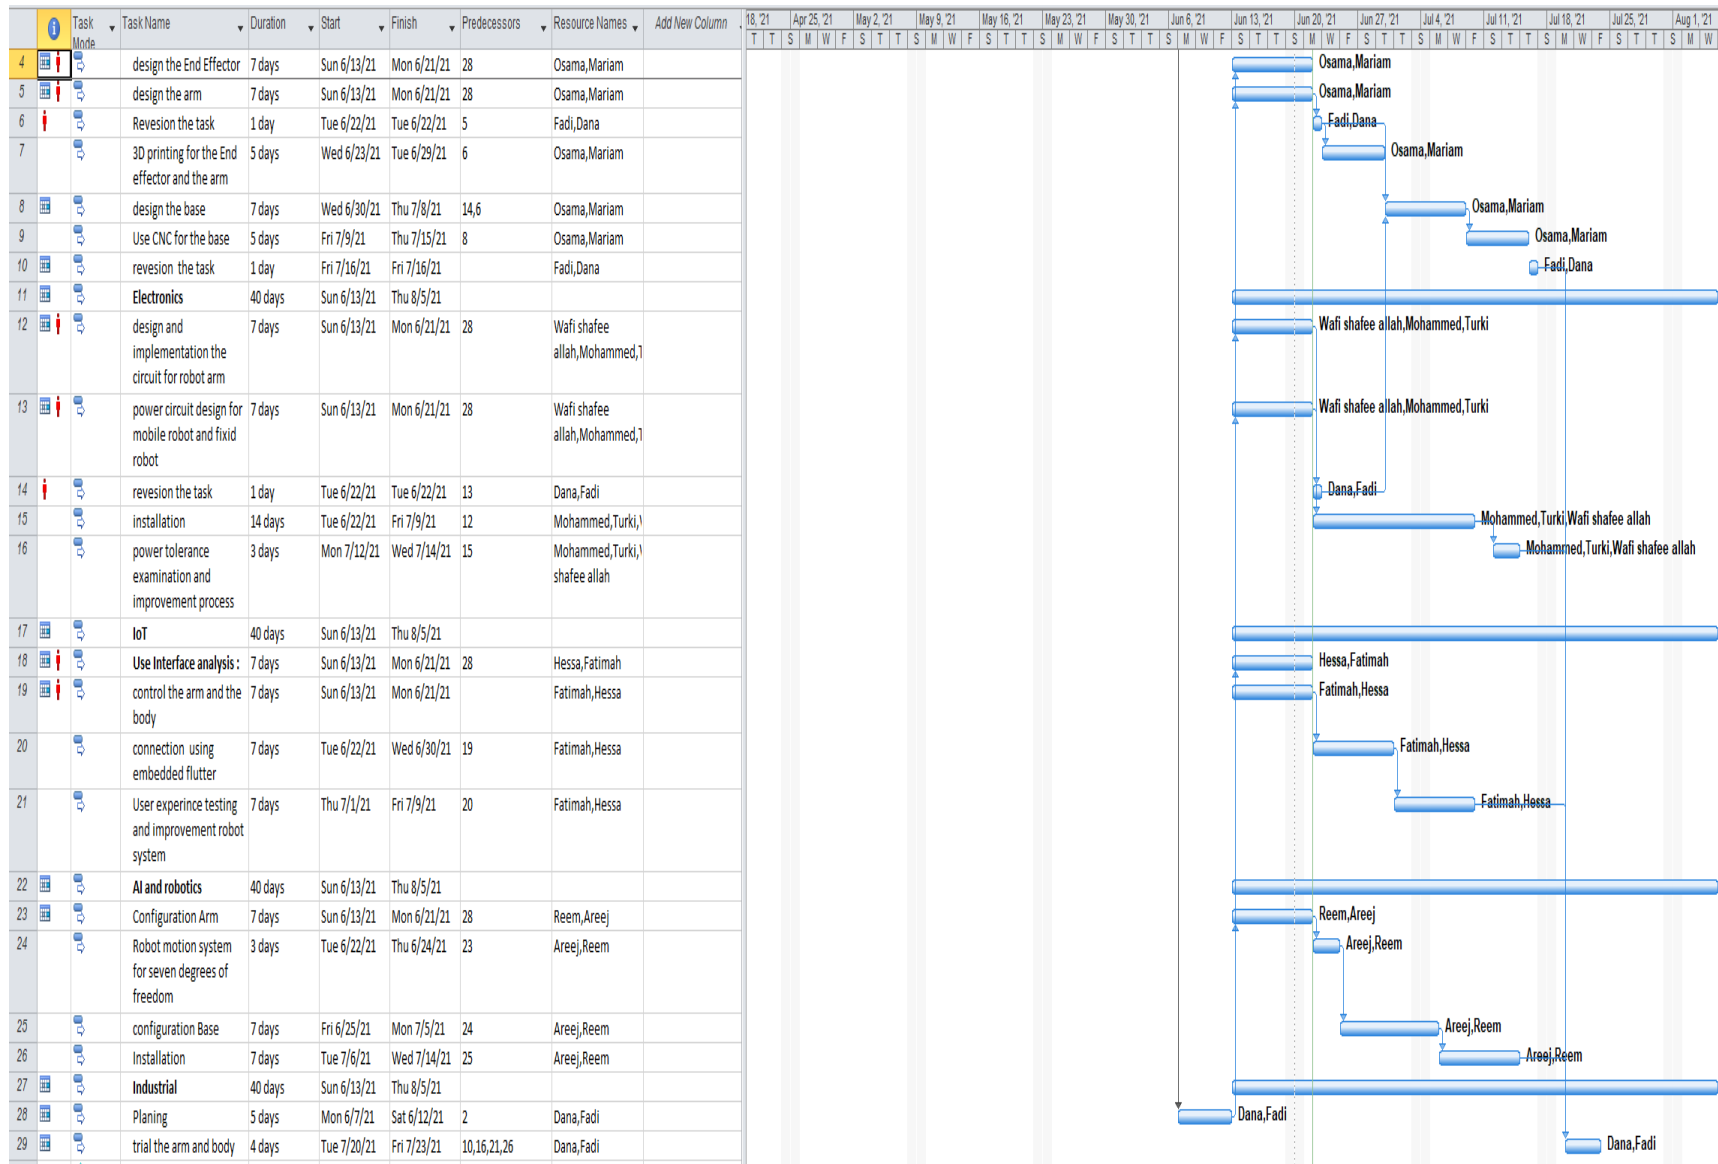 Task Mode Task Name Duration Start Finish Predecessors Resource Names Add New Column
18, '21 Apr 25, '21 May 2, '21 May 9, '21 May 16, '21 May 23, '21 May 30, '21 Jun 6, '21 Jun 13, '21 Jun 20, '21 Jun 27, '21 Jul 4, '21 Jul 11, '21 Jul 18, '21 Jul 25, '21 Aug 1, '21
T T S M W F S T T S M W F S T T S M W F S T T S M W F S T T S M W F S T T S M W F S T T S M W F S T T S M W
4 design the End Effector 7 days Sun 6/13/21 Mon 6/21/21 28 Osama,Mariam
Osama,Mariam
5 design the arm 7 days Sun 6/13/21 Mon 6/21/21 28 Osama,Mariam
Osama,Mariam
6 Revesion the task 1 day Tue 6/22/21 Tue 6/22/21 5 Fadi,Dana
Fadi,Dana
7 3D printing for the End 5 days Wed 6/23/21 Tue 6/29/21 6 Osama,Mariam
effector and the arm
Osama,Mariam
8 design the base 7 days Wed 6/30/21 Thu 7/8/21 14,6 Osama,Mariam
Osama,Mariam
9 Use CNC for the base 5 days Fri 7/9/21 Thu 7/15/21 8 Osama,Mariam
Osama,Mariam
10 revesion the task 1 day Fri 7/16/21 Fri 7/16/21 Fadi,Dana
Fadi,Dana
11 Electronics 40 days Sun 6/13/21 Thu 8/5/21
12 design and 7 days Sun 6/13/21 Mon 6/21/21 28 Wafi shafee
implementation the allah,Mohammed,T
circuit for robot arm
Wafi shafee allah,Mohammed,Turki
13 power circuit design for 7 days Sun 6/13/21 Mon 6/21/21 28 Wafi shafee
mobile robot and fixid allah,Mohammed,T
robot
Wafi shafee allah,Mohammed,Turki
14 revesion the task 1 day Tue 6/22/21 Tue 6/22/21 13 Dana,Fadi
Dana,Fadi
15 installation 14 days Tue 6/22/21 Fri 7/9/21 12 Mohammed,Turki,
Mohammed,Turki,Wafi shafee allah
16 power tolerance 3 days Mon 7/12/21 Wed 7/14/21 15 Mohammed,Turki,
examination and shafee allah
improvement process
Mohammed,Turki,Wafi shafee allah
17 IoT 40 days Sun 6/13/21 Thu 8/5/21
18 Use Interface analysis : 7 days Sun 6/13/21 Mon 6/21/21 28 Hessa,Fatimah
Hessa,Fatimah
19 control the arm and the 7 days Sun 6/13/21 Mon 6/21/21 Fatimah,Hessa
body
Fatimah,Hessa
20 connection using 7 days Tue 6/22/21 Wed 6/30/21 19 Fatimah,Hessa
embedded flutter
Fatimah,Hessa
21 User experince testing 7 days Thu 7/1/21 Fri 7/9/21 20 Fatimah,Hessa
and improvement robot
system
Fatimah,Hessa
22 AI and robotics 40 days Sun 6/13/21 Thu 8/5/21
23 Configuration Arm 7 days Sun 6/13/21 Mon 6/21/21 28 Reem,Areej
Reem,Areej
24 Robot motion system 3 days Tue 6/22/21 Thu 6/24/21 23 Areej,Reem
for seven degrees of
freedom
Areej,Reem
25 configuration Base 7 days Fri 6/25/21 Mon 7/5/21 24 Areej,Reem
Areej,Reem
26 Installation 7 days Tue 7/6/21 Wed 7/14/21 25 Areej,Reem
Areej,Reem
27 Industrial 40 days Sun 6/13/21 Thu 8/5/21
28 Planing 5 days Mon 6/7/21 Sat 6/12/21 2 Dana,Fadi
Dana,Fadi
29 trial the arm and body 4 days Tue 7/20/21 Fri 7/23/21 10,16,21,26 Dana,Fadi
Dana,Fadi